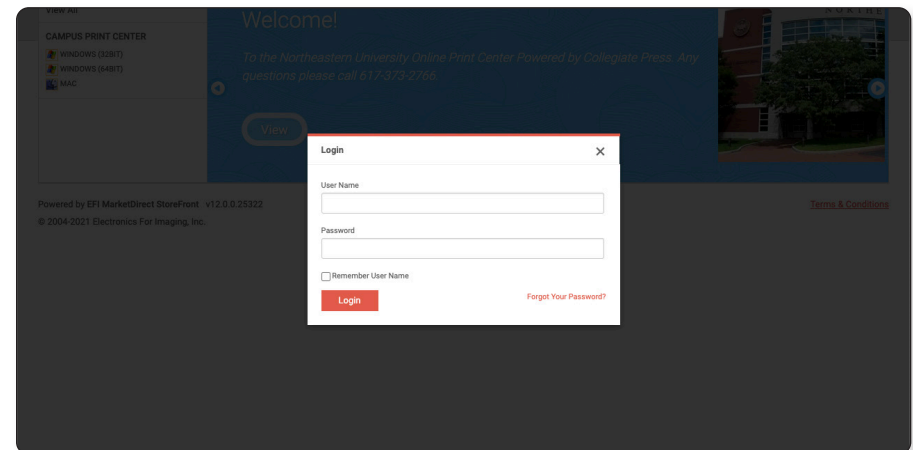 View All
CAMPUS PRINT CENTER
WINDOWS (32BIT)
WINDOWS (64BIT)
MAC
Welcome!
To the Northeastern University Online Print Center Powered by Collegiate Press. Any
questions please call 617-373-2766.
View
Login
User Name
Password
Remember User Name
Login
Forgot Your Password?
Powered by EFI MarketDirect StoreFront v12.0.0.25322
© 2004-2021 Electronics For Imaging, Inc.
Terms & Conditions